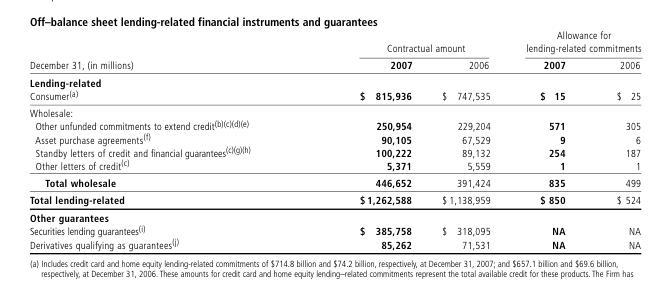 Off–balance sheet lending-related financial instruments and guarantees
Allowance for
Contractual amount lending-related commitments
December 31, (in millions) 2007 2006 2007 2006
Lending-related
Consumer(a) $ 815,936 $ 747,535 $ 15 $ 25
Wholesale:
Other unfunded commitments to extend credit(b)(c)(d)(e) 250,954 229,204 571 305
Asset purchase agreements(f) 90,105 67,529 9 6
Standby letters of credit and financial guarantees(c)(g)(h) 100,222 89,132 254 187
Other letters of credit(c) 5,371 5,559 1 1
Total wholesale 446,652 391,424 835 499
Total lending-related $ 1,262,588 $ 1,138,959 $ 850 $ 524
Other guarantees
Securities lending guarantees(i) $ 385,758 $ 318,095 NA NA
Derivatives qualifying as guarantees(j) 85,262 71,531 NA NA
(a) Includes credit card and home equity lending-related commitments of $714.8 billion and $74.2 billion, respectively, at December 31, 2007; and $657.1 billion and $69.6 billion,
respectively, at December 31, 2006. These amounts for credit card and home equity lending–related commitments represent the total available credit for these products. The Firm has